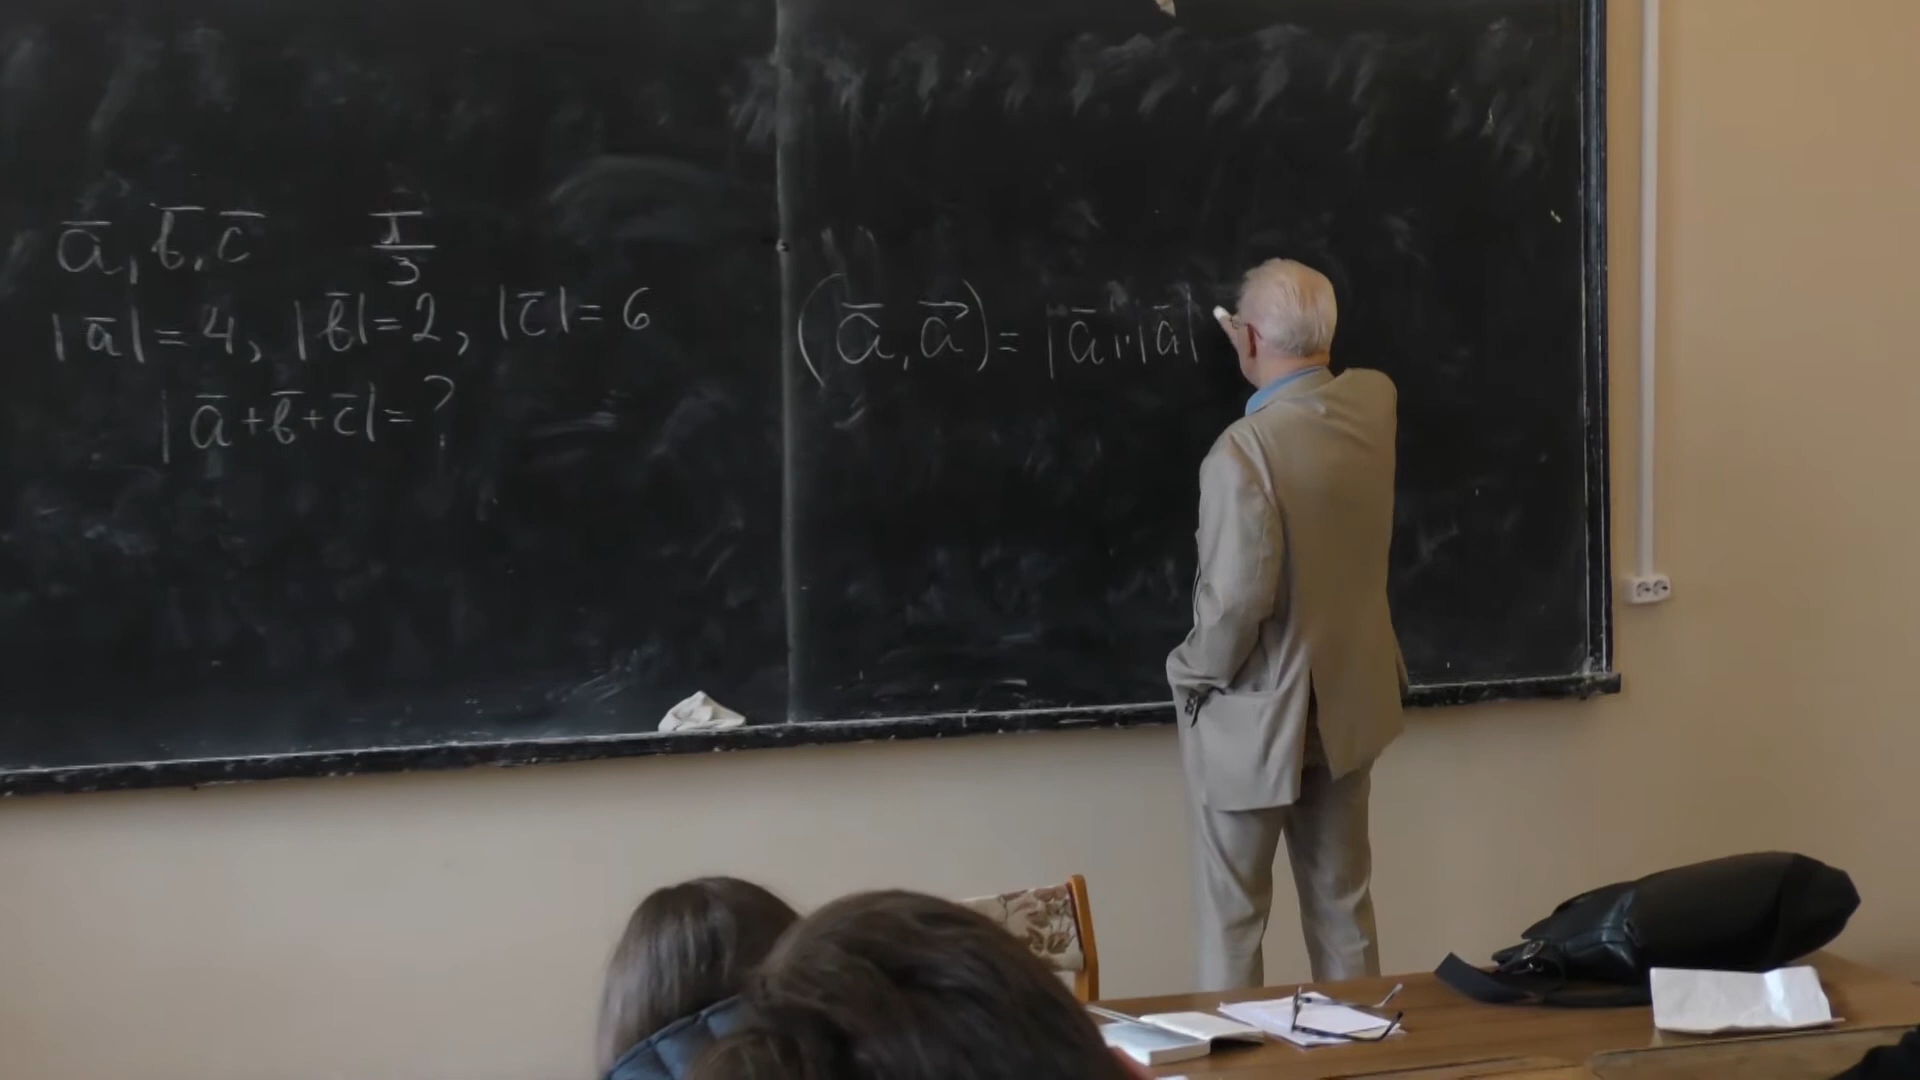 a̅, b̅, c̅ π/3
|a̅|=4, |b̅|=2, |c̅|=6
|a̅+b̅+c̅|=?
(a̅, a⃗)= |a̅|·|a̅|